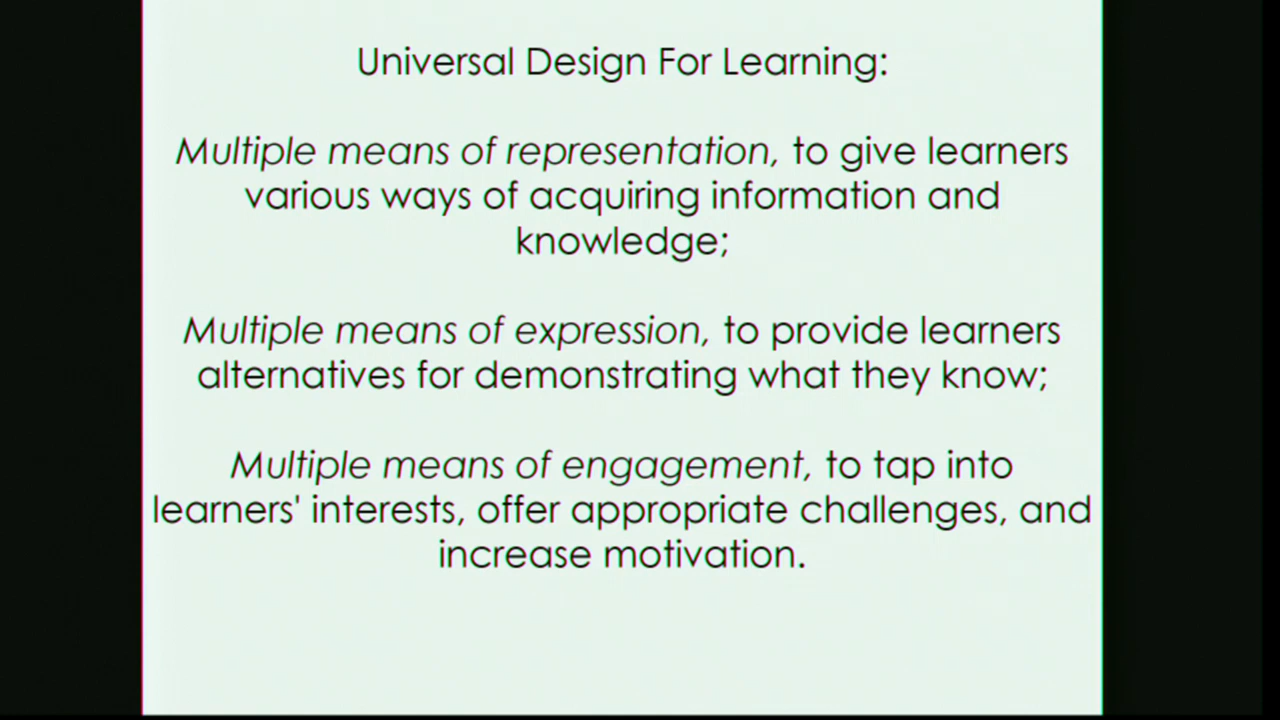 Universal Design For Learning:
Multiple means of representation, to give learners
various ways of acquiring information and
knowledge;
Multiple means of expression, to provide learners
alternatives for demonstrating what they know;
Multiple means of engagement, to tap into
learners' interests, offer appropriate challenges, and
increase motivation.